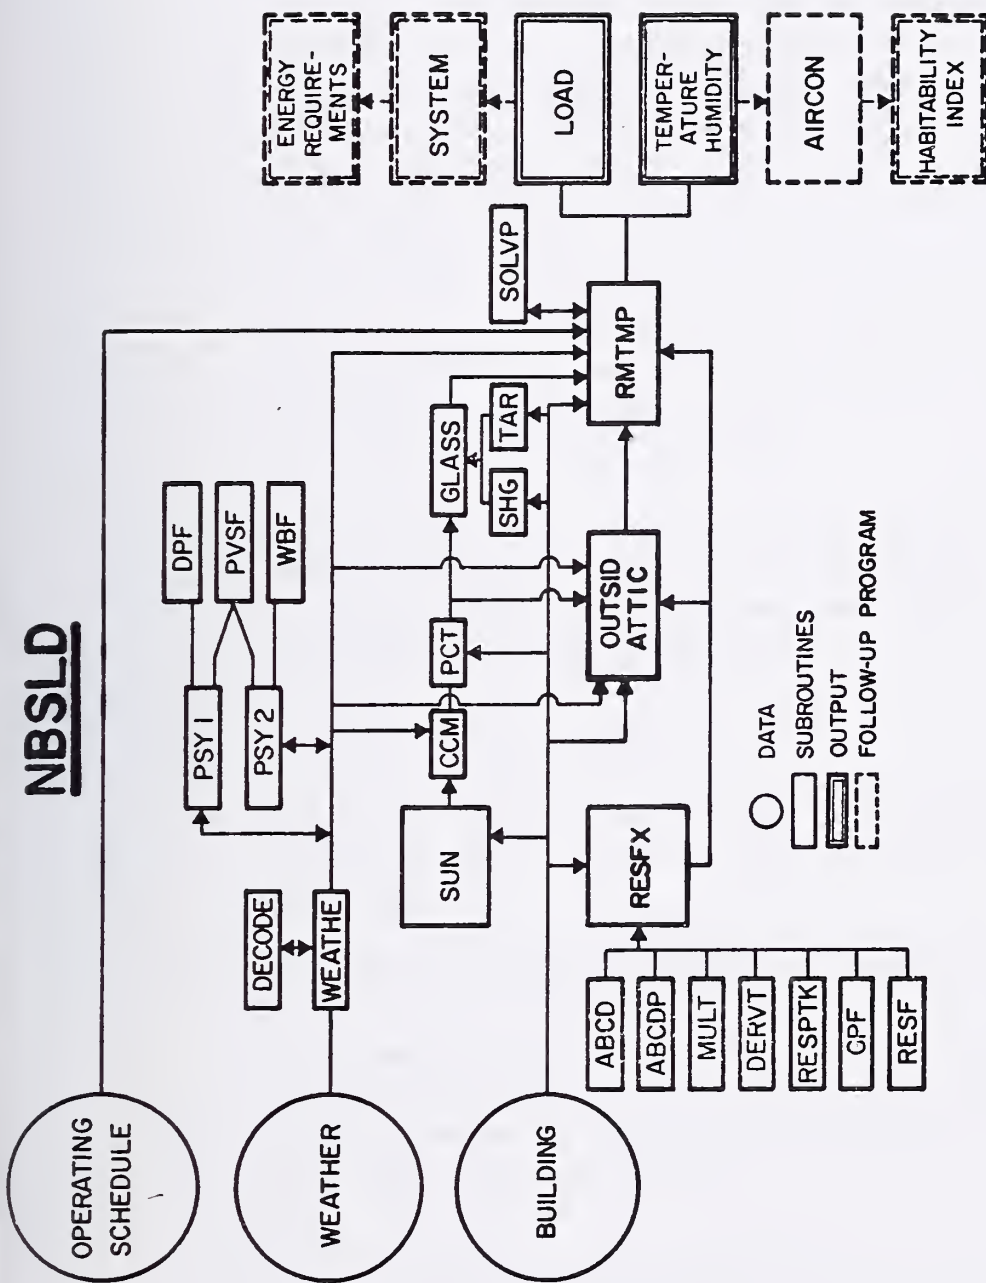 NBSLD
OPERATING
SCHEDULE
WEATHER
BUILDING
DECODE
WEATHE
PSY 1
PSY 2
DPF
PVSF
WBF
SUN
CCM
PCT
GLASS
SHG
TAR
SOLVP
RESFX
OUTSID
ATTIC
RMTMP
ABCD
ABCDP
MULT
DERVT
RESPTK
GPF
RESF
ENERGY
REQUIRE-
MENTS
SYSTEM
LOAD
TEMPER-
ATURE
HUMIDITY
AIRCON
HABITABILITY
INDEX
DATA
SUBROUTINES
OUTPUT
FOLLOW-UP PROGRAM